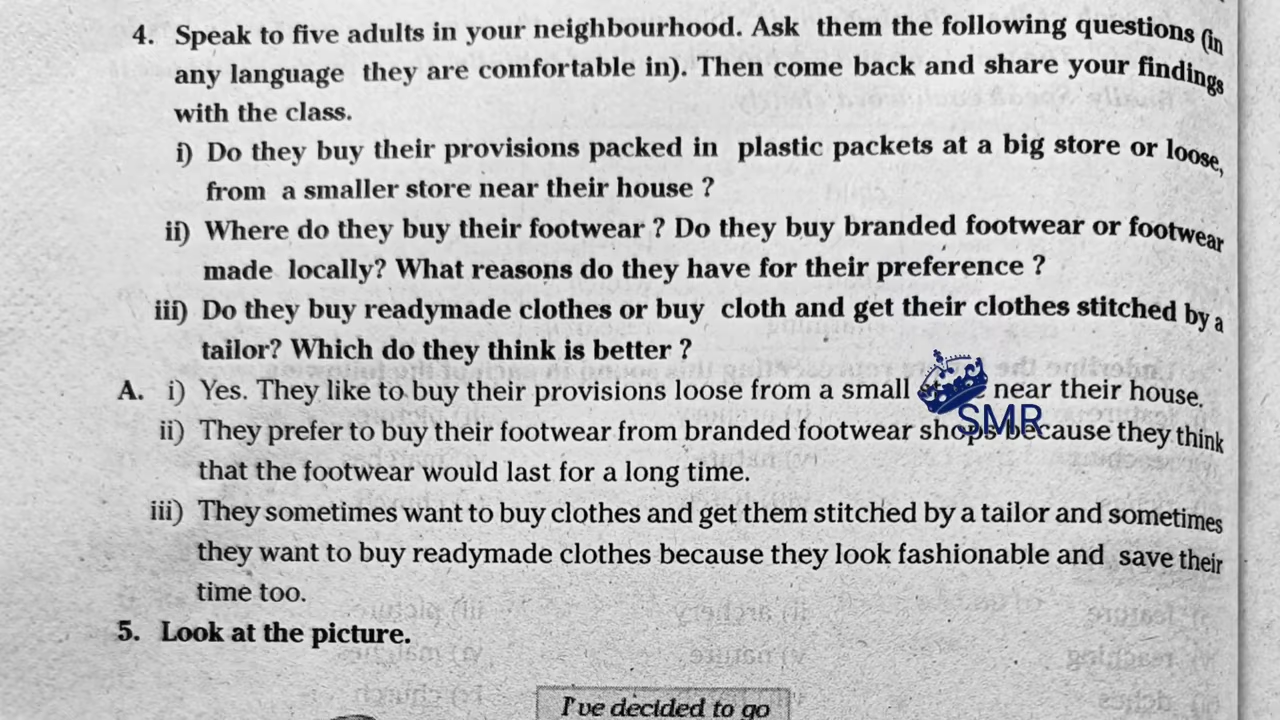 4. Speak to five adults in your neighbourhood. Ask them the following questions (in
any language they are comfortable in). Then come back and share your findings
with the class.
i) Do they buy their provisions packed in plastic packets at a big store or loose,
from a smaller store near their house ?
ii) Where do they buy their footwear ? Do they buy branded footwear or footwear
made locally? What reasons do they have for their preference ?
iii) Do they buy readymade clothes or buy cloth and get their clothes stitched by a
tailor? Which do they think is better ?
A. i) Yes. They like to buy their provisions loose from a small near their house.
SMR
ii) They prefer to buy their footwear from branded footwear shops because they think
that the footwear would last for a long time.
iii) They sometimes want to buy clothes and get them stitched by a tailor and sometimes
they want to buy readymade clothes because they look fashionable and save their
time too.
5. Look at the picture.
I've decided to go